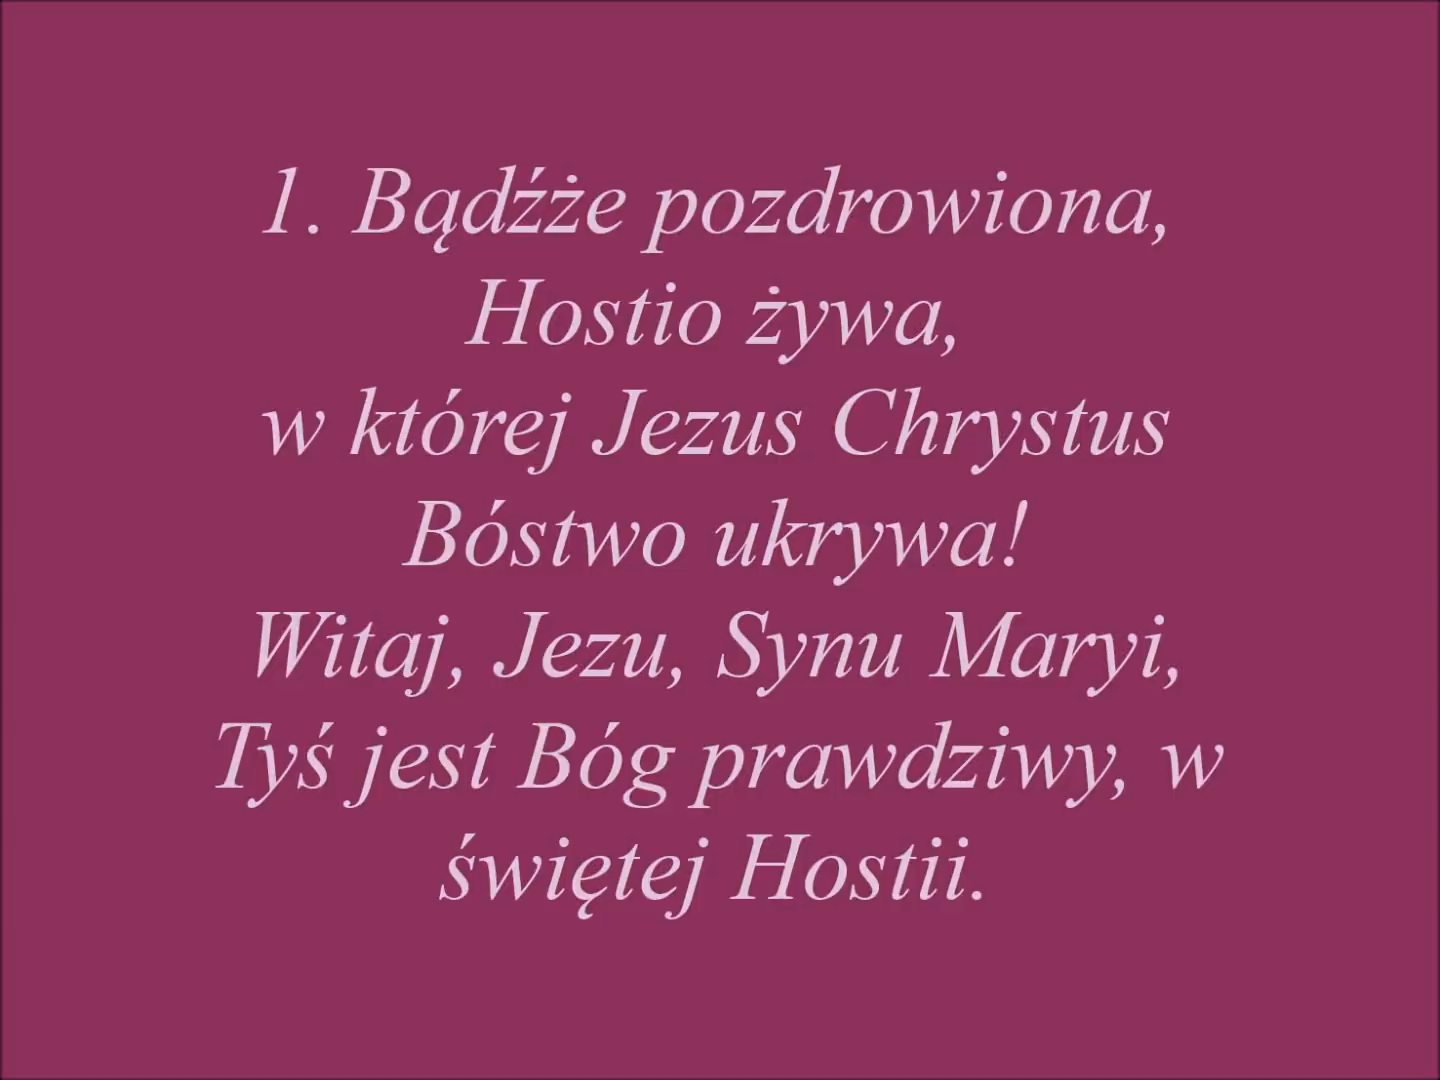 1. Bądźże pozdrowiona,
Hostio żywa,
w której Jezus Chrystus
Bóstwo ukrywa!
Witaj, Jezu, Synu Maryi,
Tyś jest Bóg prawdziwy, w
świętej Hostii.